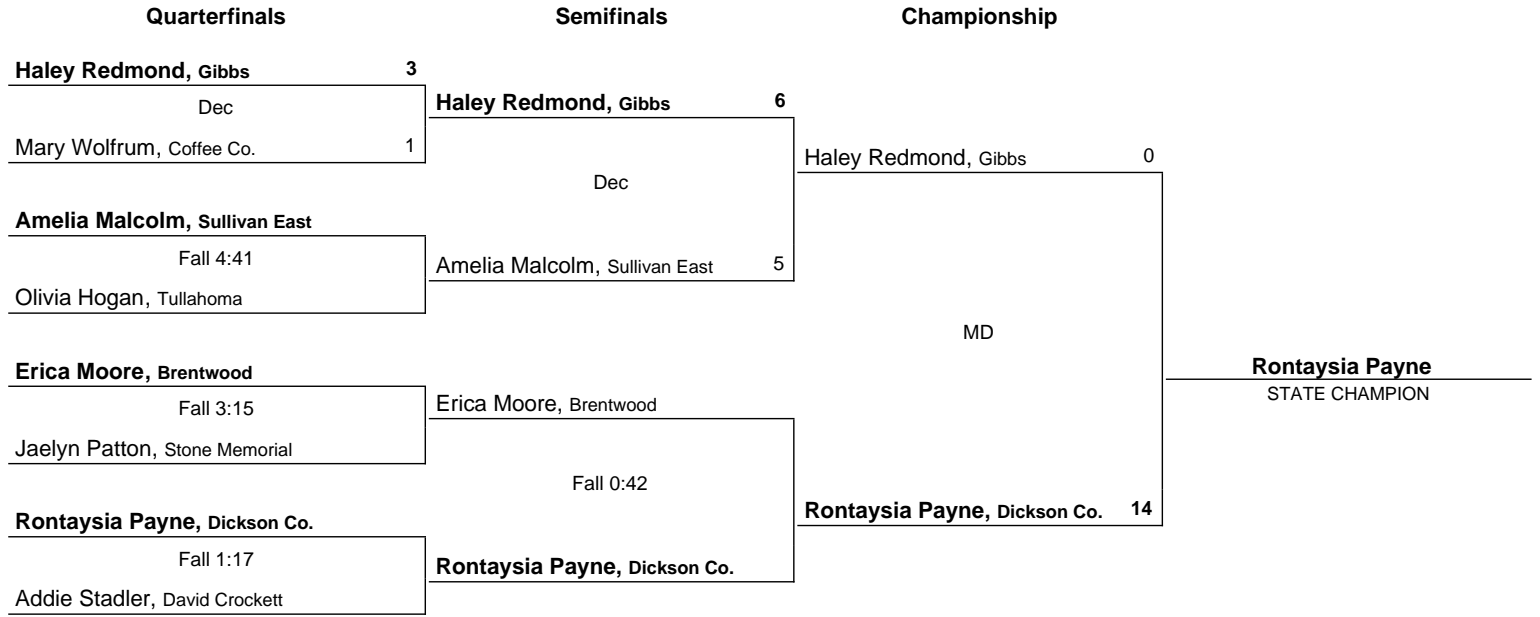 Quarterfinals Semifinals Championship
Haley Redmond, Gibbs 3
Dec
Mary Wolfrum, Coffee Co. 1
Amelia Malcolm, Sullivan East
Fall 4:41
Olivia Hogan, Tullahoma
Erica Moore, Brentwood
Fall 3:15
Jaelyn Patton, Stone Memorial
Rontaysia Payne, Dickson Co.
Fall 1:17
Addie Stadler, David Crockett
Haley Redmond, Gibbs 6
Dec
Amelia Malcolm, Sullivan East 5
Erica Moore, Brentwood
Fall 0:42
Rontaysia Payne, Dickson Co.
Haley Redmond, Gibbs 0
MD
Rontaysia Payne, Dickson Co. 14
Rontaysia Payne
STATE CHAMPION